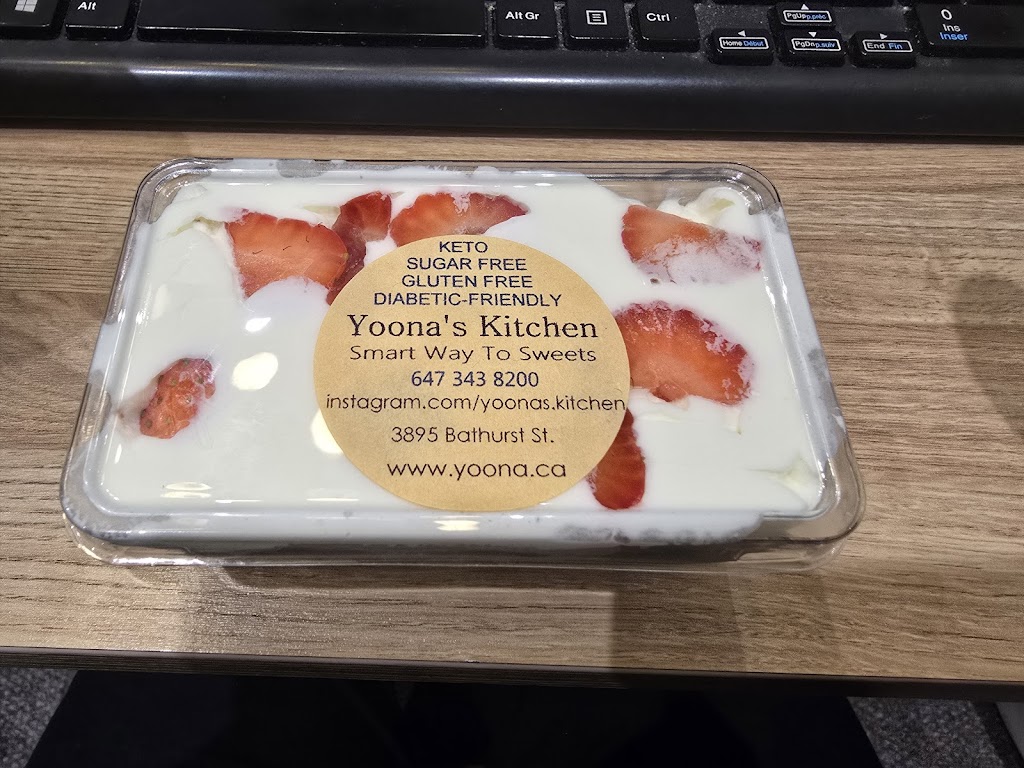 Alt
Alt Gr
Ctrl
PgUp p.préc
Home Début
PgDn p.suiv
End Fin
0
Ins
Inser
KETO
SUGAR FREE
GLUTEN FREE
DIABETIC-FRIENDLY
Yoona's Kitchen
Smart Way To Sweets
647 343 8200
instagram.com/yoonas.kitchen
3895 Bathurst St.
www.yoona.ca